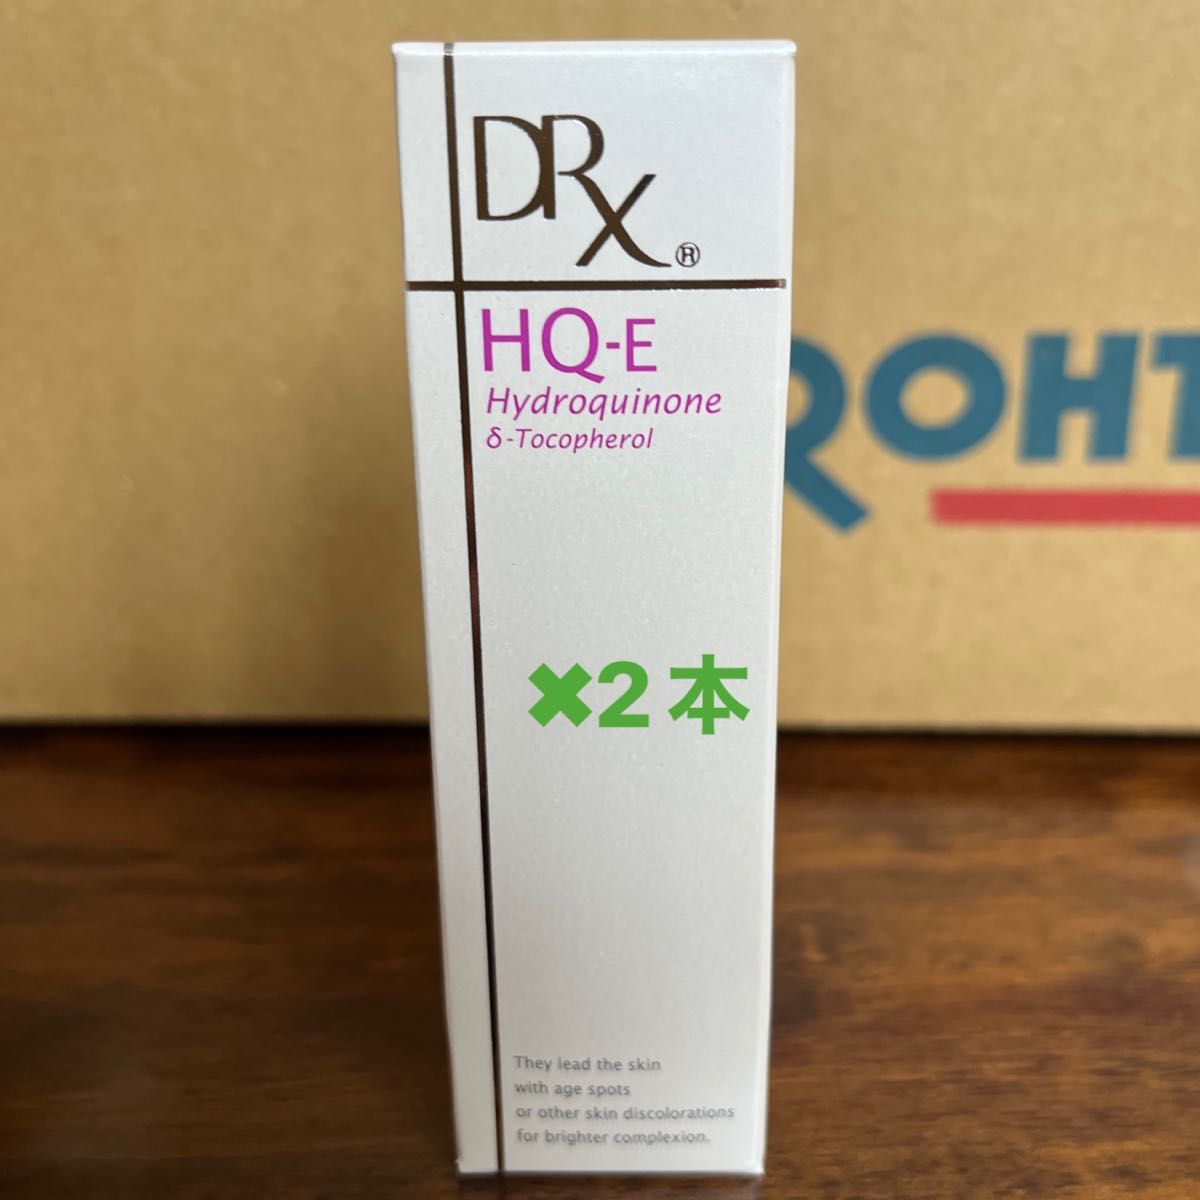 DRX®
HQ-E
Hydroquinone
δ-Tocopherol
ROHT
✖2本
They lead the skin
with age spots
or other skin discolorations
for brighter complexion.